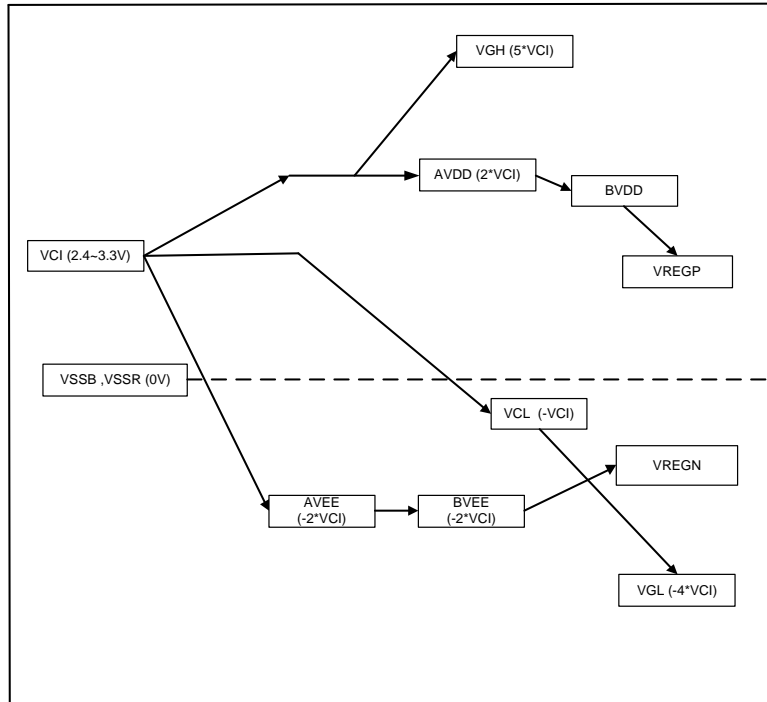 VGH (5*VCI)
AVDD (2*VCI)
BVDD
VCI (2.4~3.3V)
VREGP
VSSB ,VSSR (0V)
VCL (-VCI)
VREGN
AVEE
(-2*VCI)
BVEE
(-2*VCI)
VGL (-4*VCI)